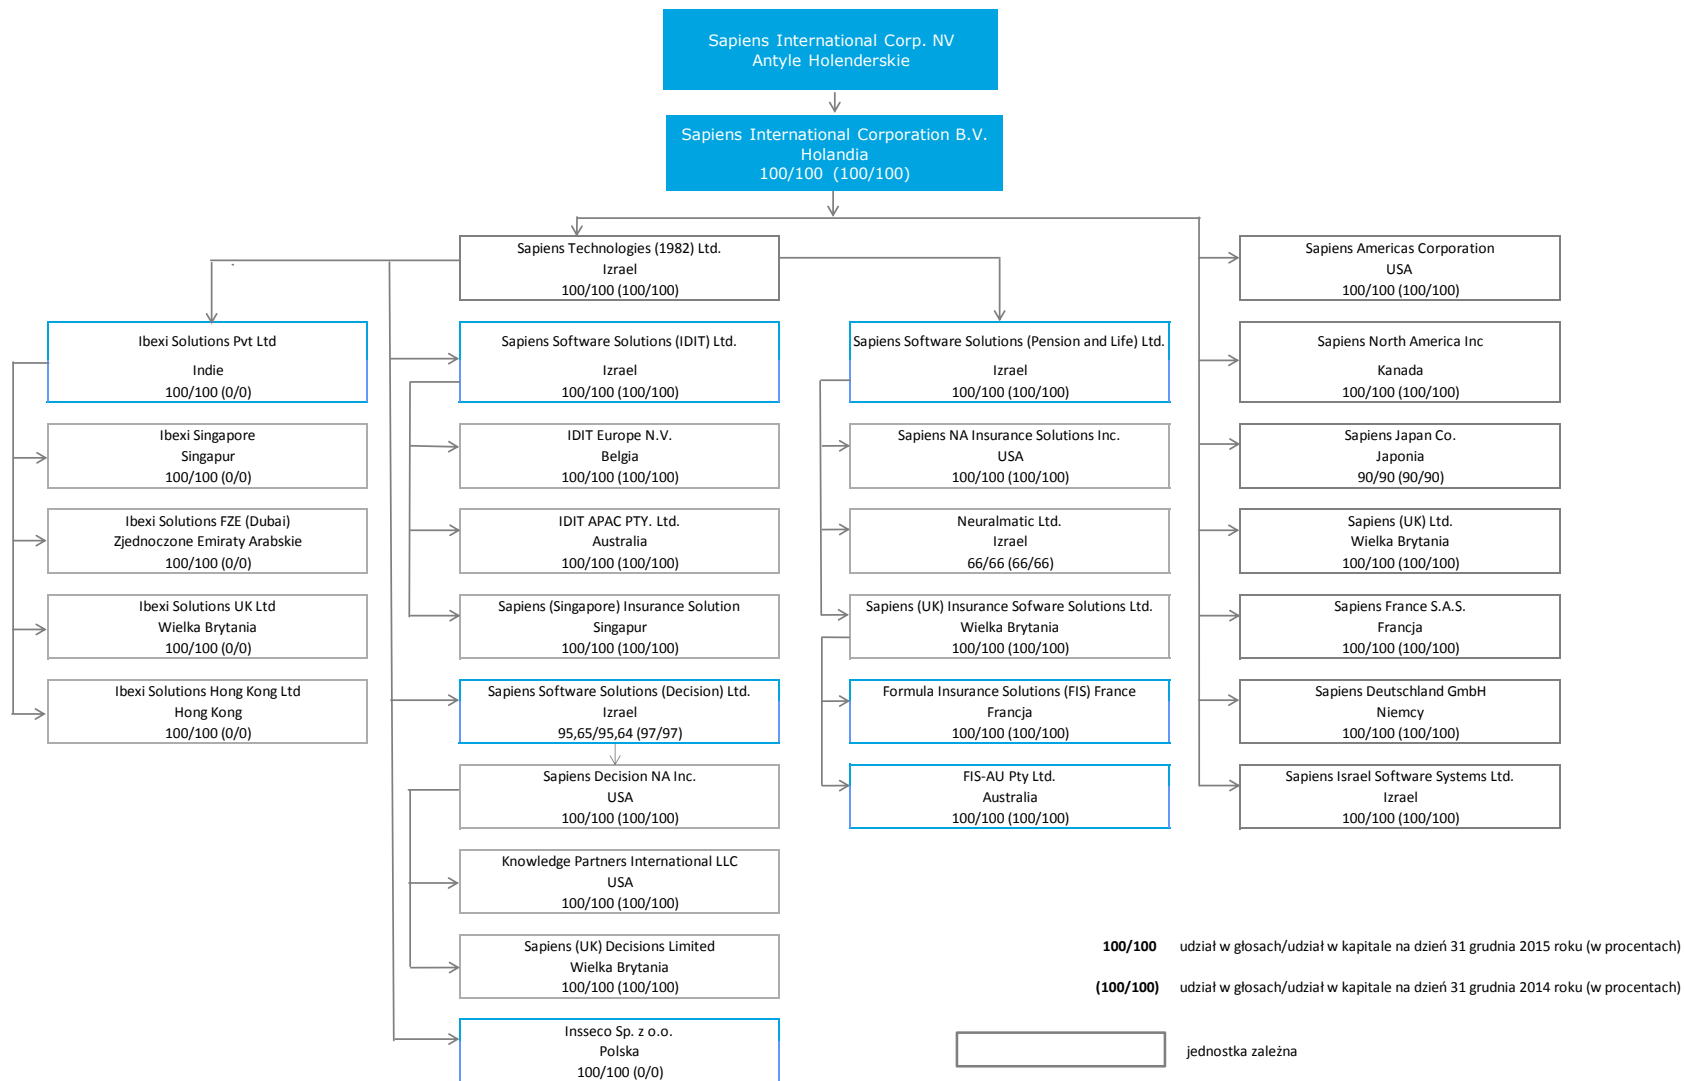 Sapiens International Corp. NV
Antyle Holenderskie
Sapiens International Corporation B.V.
Holandia
100/100 (100/100)
Sapiens Technologies (1982) Ltd.
Izrael
100/100 (100/100)
Sapiens Americas Corporation
USA
100/100 (100/100)
Ibexi Solutions Pvt Ltd
Indie
100/100 (0/0)
Sapiens Software Solutions (IDIT) Ltd.
Izrael
100/100 (100/100)
Sapiens Software Solutions (Pension and Life) Ltd.
Izrael
100/100 (100/100)
Sapiens North America Inc
Kanada
100/100 (100/100)
Ibexi Singapore
Singapur
100/100 (0/0)
IDIT Europe N.V.
Belgia
100/100 (100/100)
Sapiens NA Insurance Solutions Inc.
USA
100/100 (100/100)
Sapiens Japan Co.
Japonia
90/90 (90/90)
Ibexi Solutions FZE (Dubai)
Zjednoczone Emiraty Arabskie
100/100 (0/0)
IDIT APAC PTY. Ltd.
Australia
100/100 (100/100)
Neuralmatic Ltd.
Izrael
66/66 (66/66)
Sapiens (UK) Ltd.
Wielka Brytania
100/100 (100/100)
Ibexi Solutions UK Ltd
Wielka Brytania
100/100 (0/0)
Sapiens (Singapore) Insurance Solution
Singapur
100/100 (100/100)
Sapiens (UK) Insurance Sofware Solutions Ltd.
Wielka Brytania
100/100 (100/100)
Sapiens France S.A.S.
Francja
100/100 (100/100)
Ibexi Solutions Hong Kong Ltd
Hong Kong
100/100 (0/0)
Sapiens Software Solutions (Decision) Ltd.
Izrael
95,65/95,64 (97/97)
Formula Insurance Solutions (FIS) France
Francja
100/100 (100/100)
Sapiens Deutschland GmbH
Niemcy
100/100 (100/100)
Sapiens Decision NA Inc.
USA
100/100 (100/100)
FIS-AU Pty Ltd.
Australia
100/100 (100/100)
Sapiens Israel Software Systems Ltd.
Izrael
100/100 (100/100)
Knowledge Partners International LLC
USA
100/100 (100/100)
Sapiens (UK) Decisions Limited
Wielka Brytania
100/100 (100/100)
Insseco Sp. z o.o.
Polska
100/100 (0/0)
100/100 udział w głosach/udział w kapitale na dzień 31 grudnia 2015 roku (w procentach)
(100/100) udział w głosach/udział w kapitale na dzień 31 grudnia 2014 roku (w procentach)
jednostka zależna